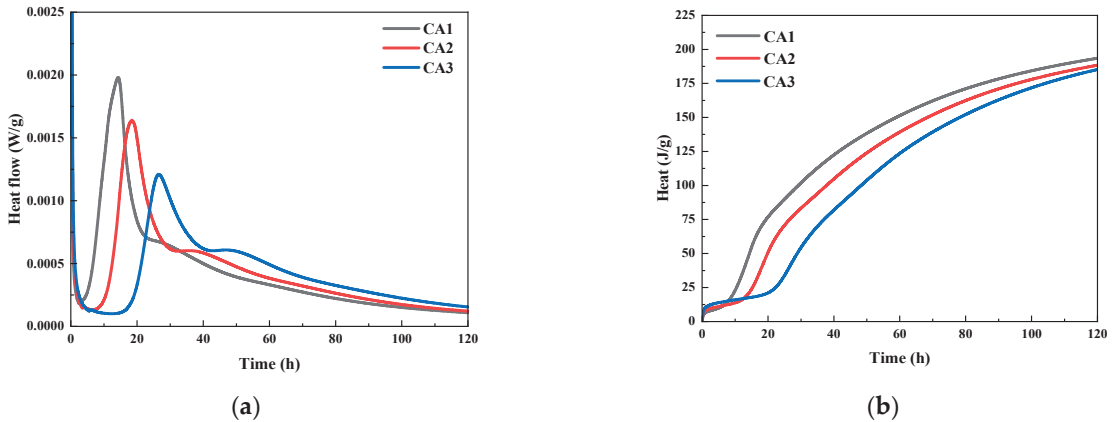 0.0025
0.0020
0.0015
0.0010
0.0005
0.0000
Heat flow (W/g)
CA1
CA2
CA3
0 20 40 60 80 100 120
Time (h)
(a)
225
200
175
150
125
100
75
50
25
0
Heat (J/g)
CA1
CA2
CA3
0 20 40 60 80 100 120
Time (h)
(b)